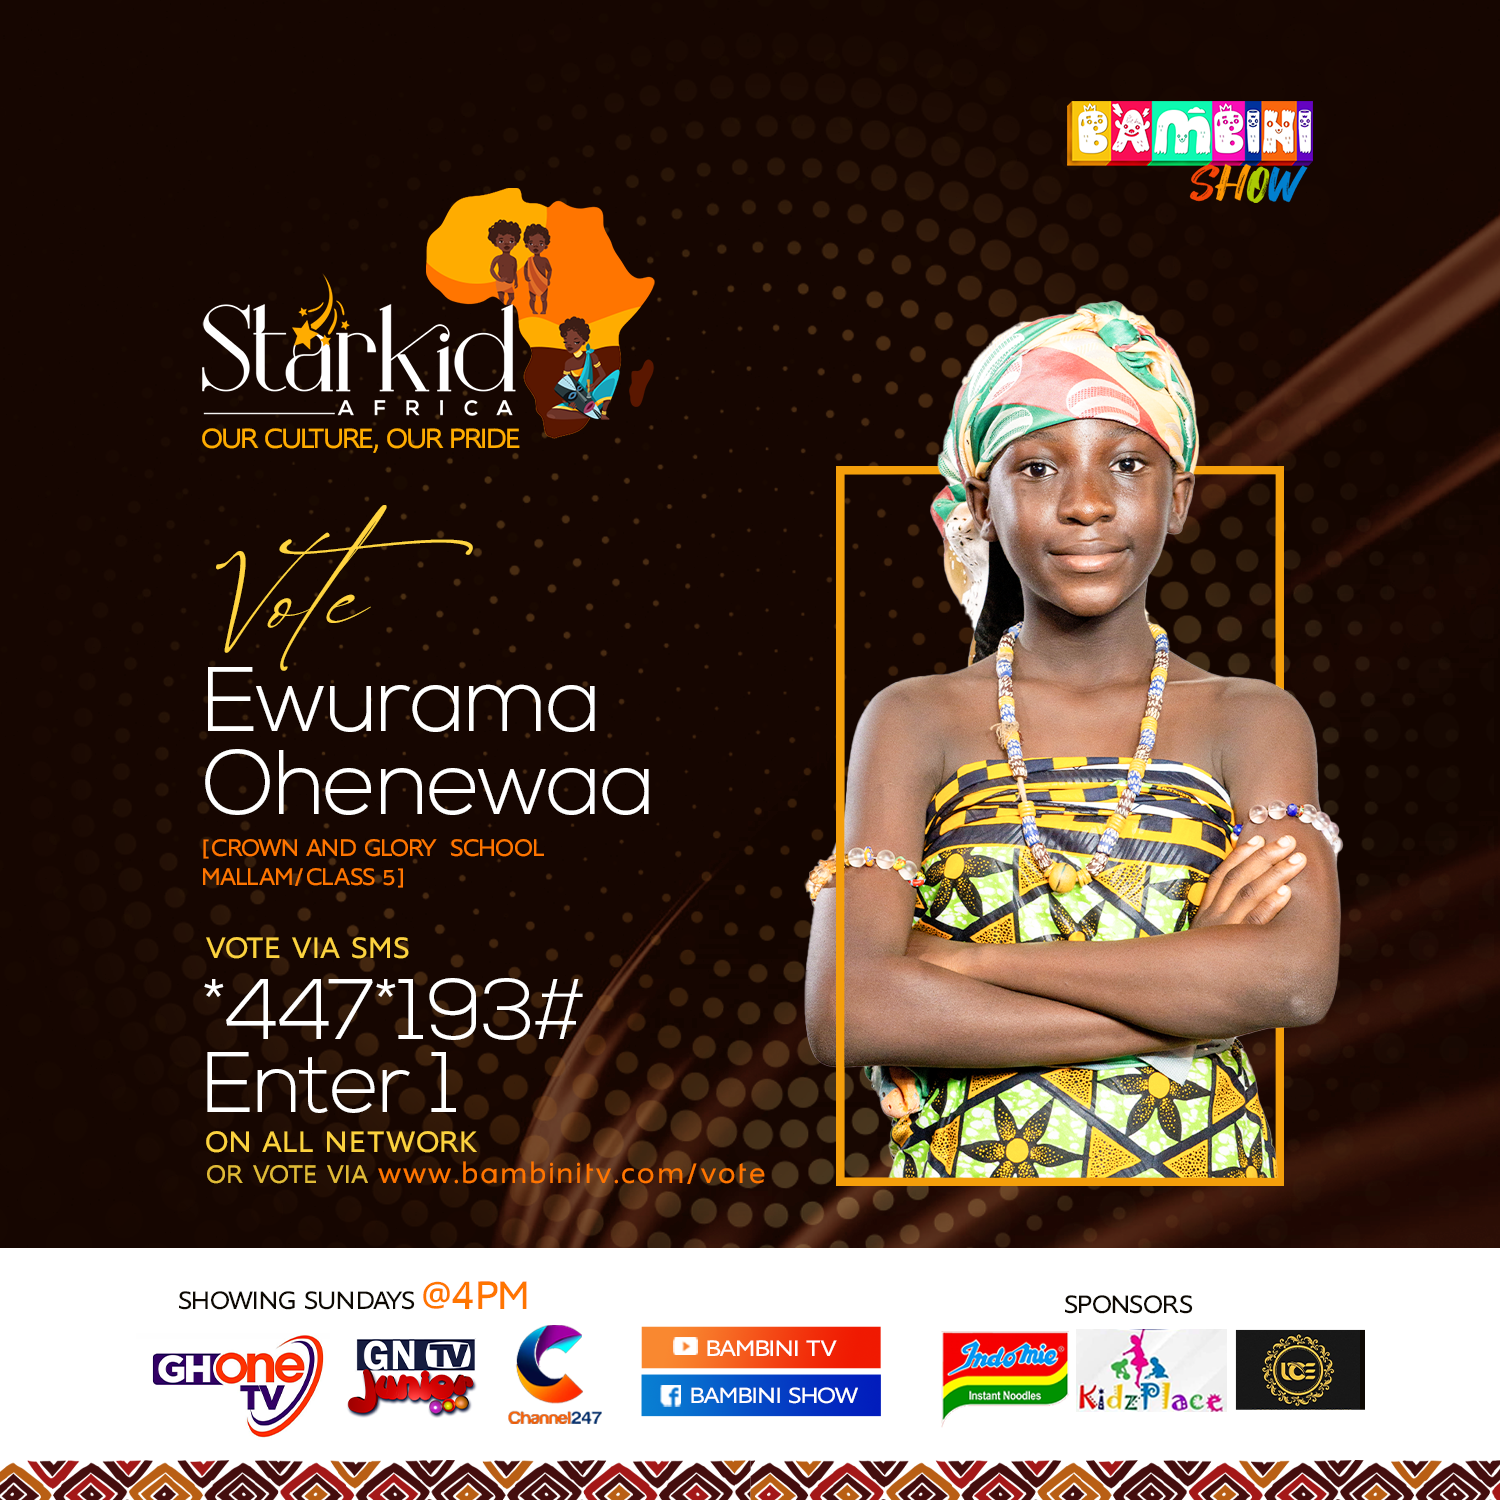 BAMBINI
SHOW
Starkid
AFRICA
OUR CULTURE, OUR PRIDE
Vote
Ewurama
Ohenewaa
[CROWN AND GLORY SCHOOL
MALLAM/CLASS 5]
VOTE VIA SMS
*447*193#
Enter 1
ON ALL NETWORK
OR VOTE VIA www.bambinitv.com/vote
SHOWING SUNDAYS @4PM
GHOne
TV
GN TV
Junior
Channel247
BAMBINI TV
BAMBINI SHOW
SPONSORS
Indomie
Instant Noodles
KidzPlace